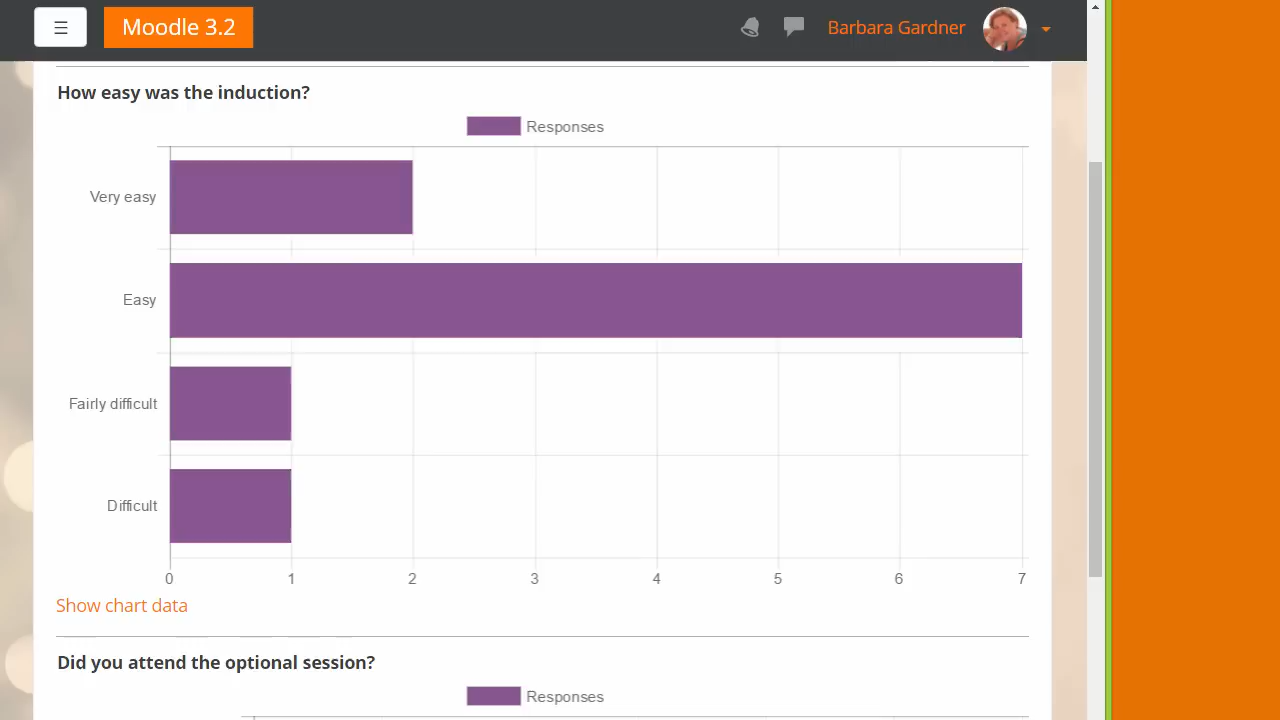 Moodle 3.2
Barbara Gardner
How easy was the induction?
Responses
Very easy
Easy
Fairly difficult
Difficult
0 1 2 3 4 5 6 7
Show chart data
Did you attend the optional session?
Responses